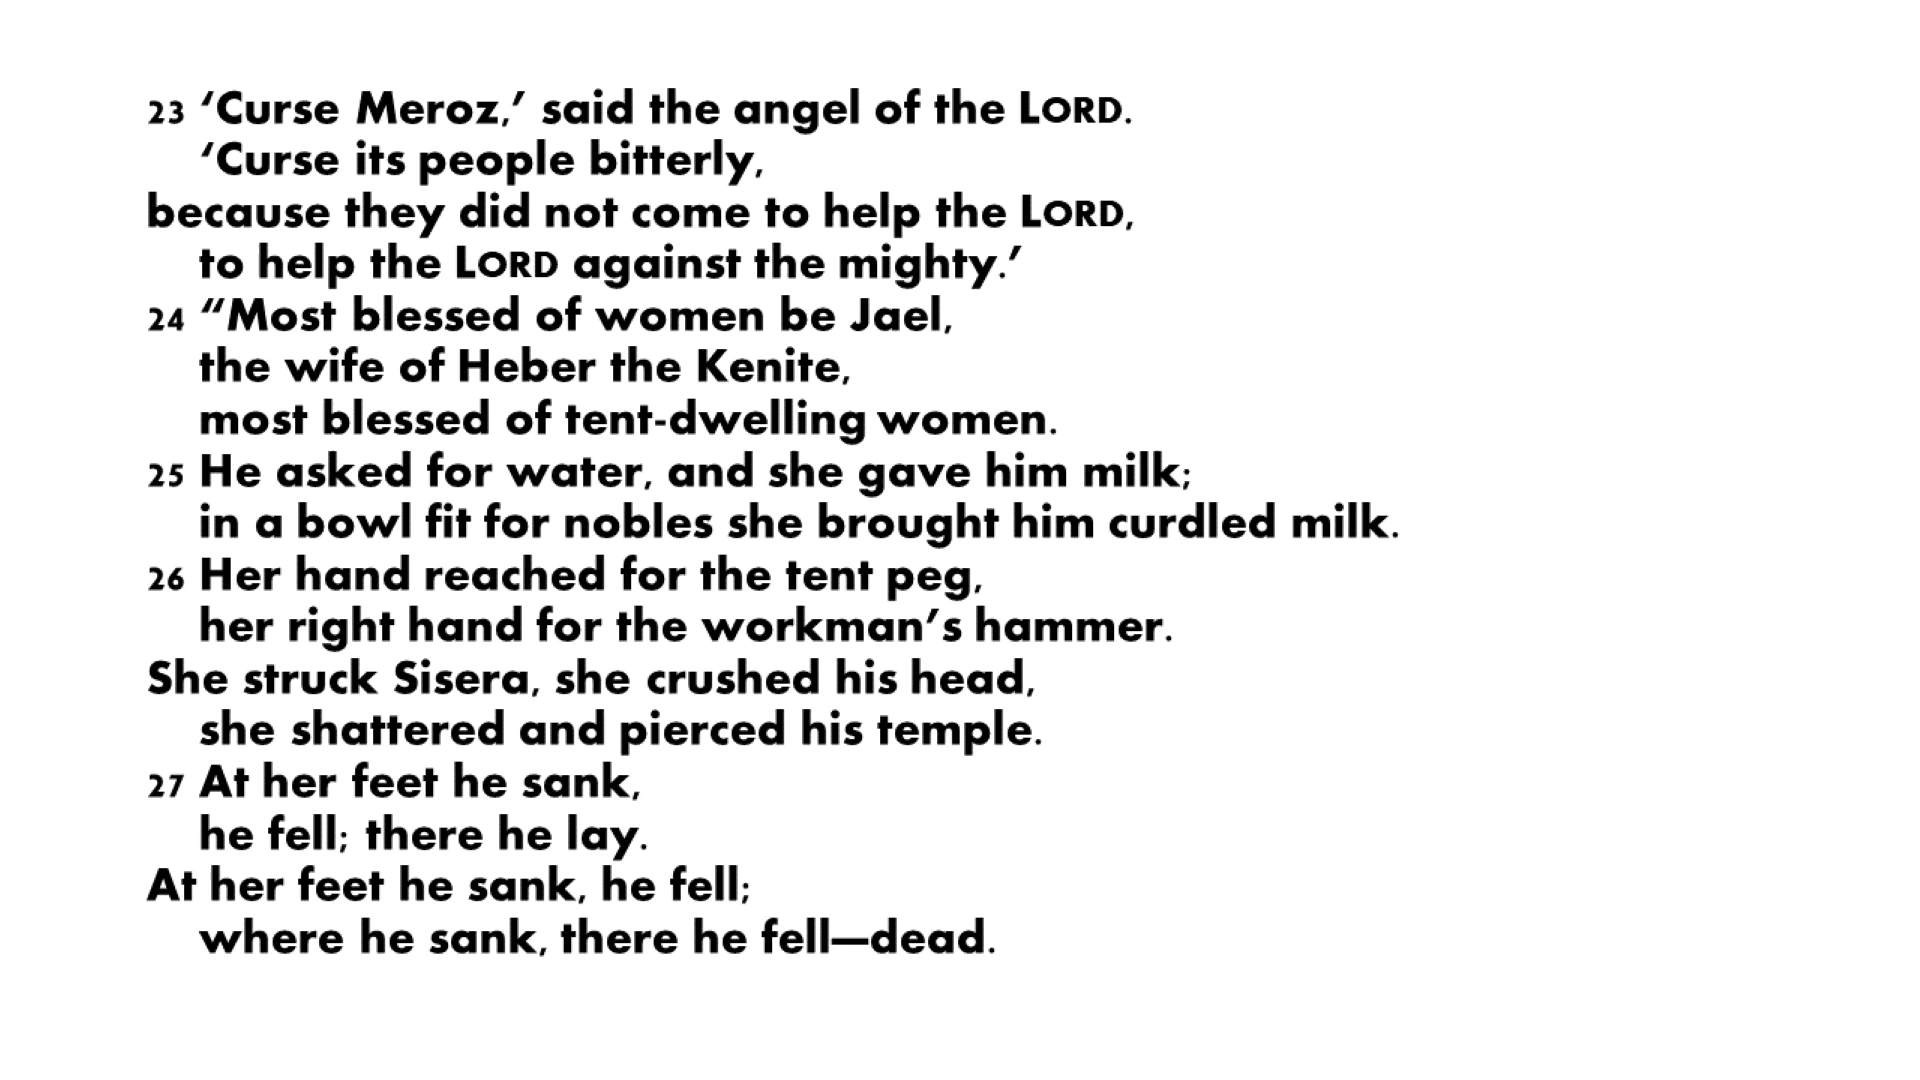 23 ‘Curse Meroz,’ said the angel of the LORD.
‘Curse its people bitterly,
because they did not come to help the LORD,
to help the LORD against the mighty.’
24 “Most blessed of women be Jael,
the wife of Heber the Kenite,
most blessed of tent-dwelling women.
25 He asked for water, and she gave him milk;
in a bowl fit for nobles she brought him curdled milk.
26 Her hand reached for the tent peg,
her right hand for the workman’s hammer.
She struck Sisera, she crushed his head,
she shattered and pierced his temple.
27 At her feet he sank,
he fell; there he lay.
At her feet he sank, he fell;
where he sank, there he fell—dead.